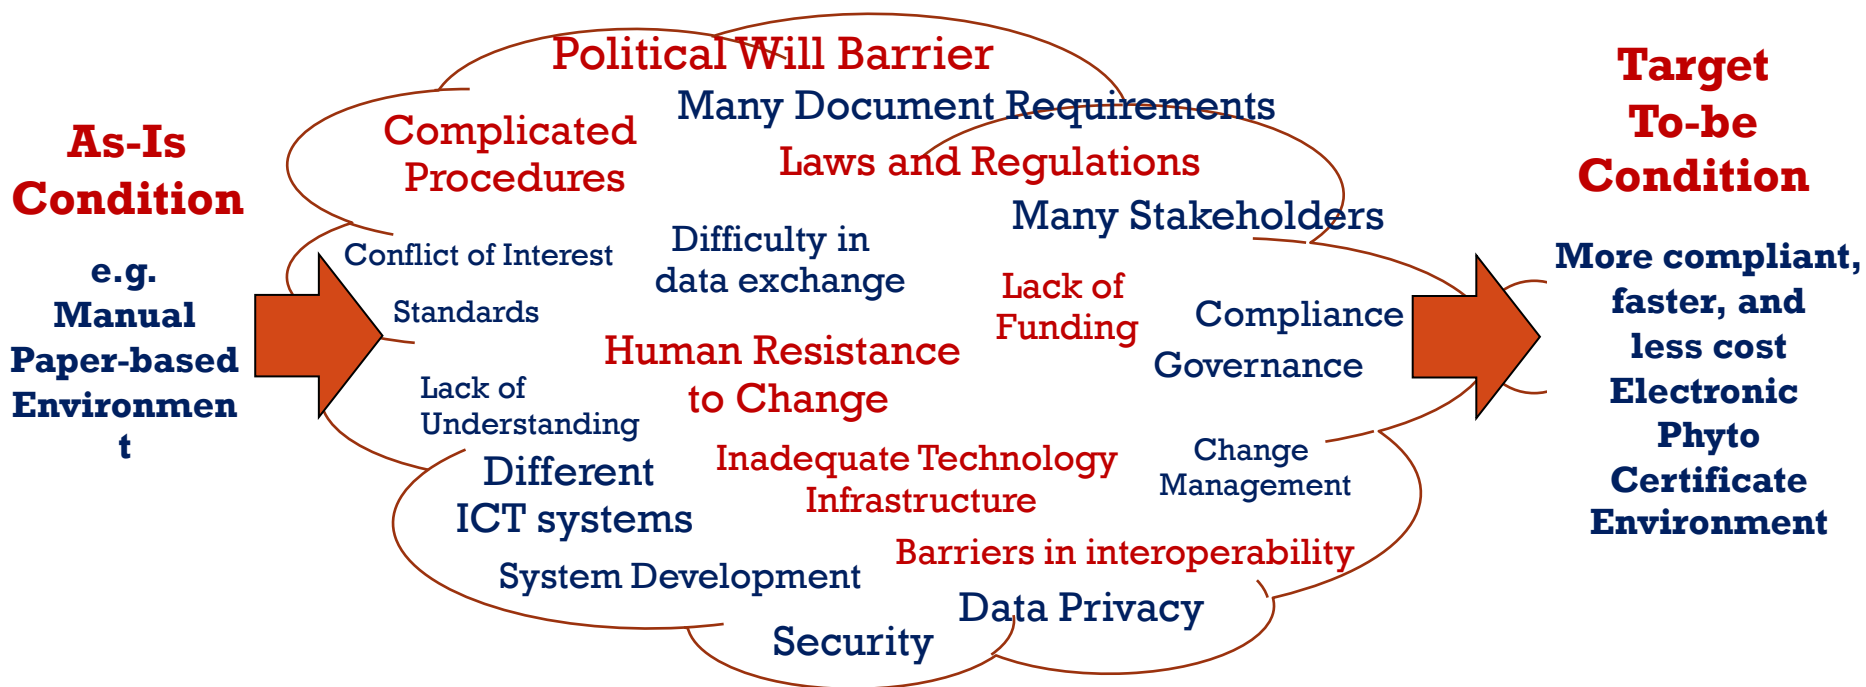 As-Is
Condition
e.g.
Manual
Paper-based
Environmen
t
Political Will Barrier
Many Document Requirements
Complicated
Procedures
Laws and Regulations
Many Stakeholders
Conflict of Interest
Difficulty in
data exchange
Standards
Lack of
Funding
Compliance
Human Resistance
to Change
Governance
Lack of
Understanding
Different
ICT systems
Inadequate Technology
Infrastructure
Change
Management
Barriers in interoperability
System Development
Data Privacy
Security
Target
To-be
Condition
More compliant,
faster, and
less cost
Electronic
Phyto
Certificate
Environment